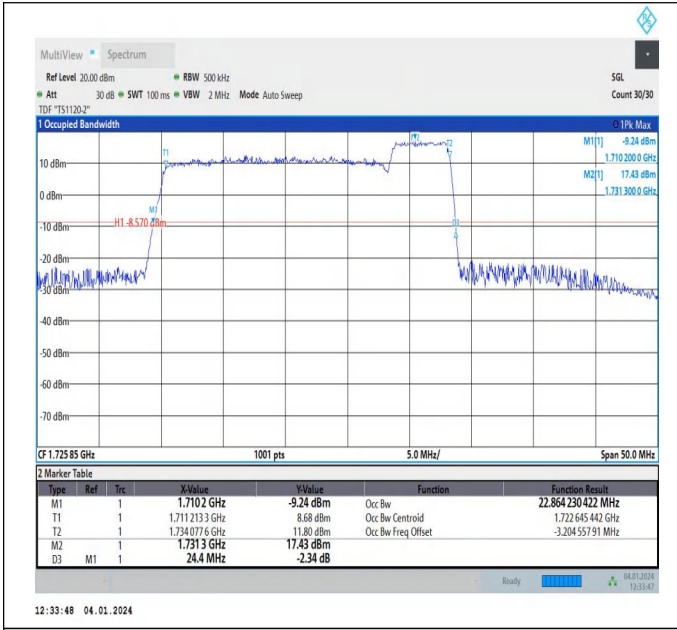 MultiView Spectrum
Ref Level 20.00 dBm RBW 500 kHz SGL
Att 30 dB SWT 100 ms VBW 2 MHz Mode Auto Sweep Count 30/30
TDF "TS1120-2"
1 Occupied Bandwidth 1Pk Max
M1[1] -9.24 dBm
1.710 200 0 GHz
M2[1] 17.43 dBm
1.731 300 0 GHz
M2
T2
T1
10 dBm
0 dBm
M1
H1 -8.570 dBm
D3
-10 dBm
-20 dBm
-30 dBm
-40 dBm
-50 dBm
-60 dBm
-70 dBm
CF 1.725 85 GHz 1001 pts 5.0 MHz/ Span 50.0 MHz
2 Marker Table
Type Ref Trc X-Value Y-Value Function Function Result
M1 1 1.710 2 GHz -9.24 dBm Occ Bw 22.864 230 422 MHz
T1 1 1.711 213 3 GHz 8.68 dBm Occ Bw Centroid 1.722 645 442 GHz
T2 1 1.734 077 6 GHz 11.80 dBm Occ Bw Freq Offset -3.204 557 91 MHz
M2 1 1.731 3 GHz 17.43 dBm
D3 M1 1 24.4 MHz -2.34 dB
Ready 04.01.2024
12:33:47
12:33:48 04.01.2024